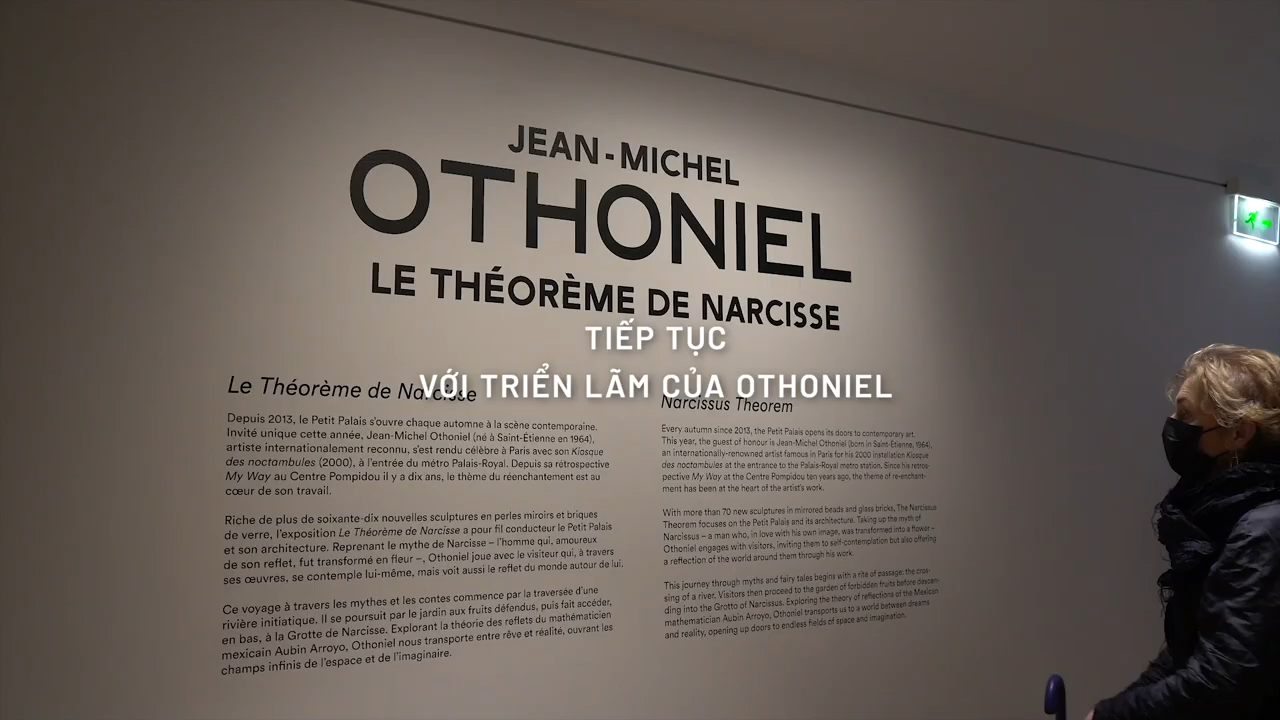 JEAN-MICHEL
OTHONIEL
LE THÉORÈME DE NARCISSE
TIẾP TỤC
VỚI TRIỂN LÃM CỦA OTHONIEL
Le Théorème de Narcisse
Depuis 2013, le Petit Palais s'ouvre chaque automne à la scène contemporaine.
Invité unique cette année, Jean-Michel Othoniel (né à Saint-Étienne en 1964),
artiste internationalement reconnu, s'est rendu célèbre à Paris avec son Kiosque
des noctambules (2000), à l'entrée du métro Palais-Royal. Depuis sa rétrospective
My Way au Centre Pompidou il y a dix ans, le thème du réenchantement est au
cœur de son travail.
Riche de plus de soixante-dix nouvelles sculptures en perles miroirs et briques
de verre, l'exposition Le Théorème de Narcisse a pour fil conducteur le Petit Palais
et son architecture. Reprenant le mythe de Narcisse – l'homme qui, amoureux
de son reflet, fut transformé en fleur –, Othoniel joue avec le visiteur qui, à travers
ses œuvres, se contemple lui-même, mais voit aussi le reflet du monde autour de lui.
Ce voyage à travers les mythes et les contes commence par la traversée d'une
rivière initiatique. Il se poursuit par le jardin aux fruits défendus, puis fait accéder,
en bas, à la Grotte de Narcisse. Explorant la théorie des reflets du mathématicien
mexicain Aubin Arroyo, Othoniel nous transporte entre rêve et réalité, ouvrant les
champs infinis de l'espace et de l'imaginaire.
Narcissus Theorem
Every autumn since 2013, the Petit Palais opens its doors to contemporary art.
This year, the guest of honour is Jean-Michel Othoniel (born in Saint-Étienne, 1964),
an internationally-renowned artist famous in Paris for his 2000 installation Kiosque
des noctambules at the entrance to the Palais-Royal metro station. Since his retros-
pective My Way at the Centre Pompidou ten years ago, the theme of re-enchant-
ment has been at the heart of the artist's work.
With more than 70 new sculptures in mirrored beads and glass bricks, The Narcissus
Theorem focuses on the Petit Palais and its architecture. Taking up the myth of
Narcissus – a man who, in love with his own image, was transformed into a flower –
Othoniel engages with visitors, inviting them to self-contemplation but also offering
a reflection of the world around them through his work.
This journey through myths and fairy tales begins with a rite of passage: the cros-
sing of a river. Visitors then proceed to the garden of forbidden fruits before descen-
ding into the Grotto of Narcissus. Exploring the theory of reflections of the Mexican
mathematician Aubin Arroyo, Othoniel transports us to a world between dreams
and reality, opening up doors to endless fields of space and imagination.